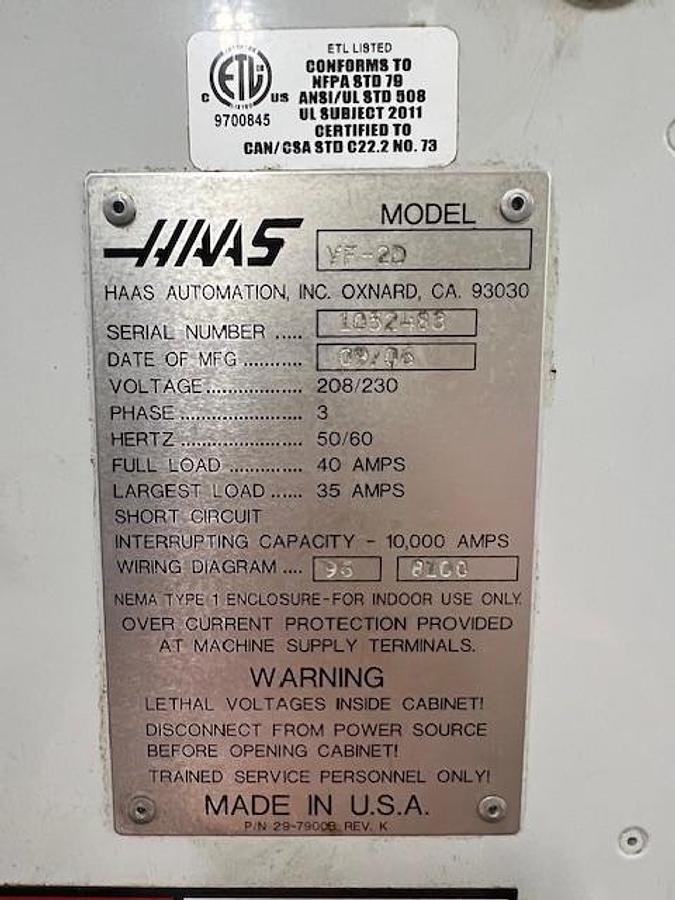 ETL LISTED
CONFORMS TO
NFPA STD 79
ANSI/UL STD 508
UL SUBJECT 2011
CERTIFIED TO
CAN/CSA STD C22.2 NO. 73
C ETL US
LISTED
9700845
HAAS
MODEL
VF-2D
HAAS AUTOMATION, INC. OXNARD, CA. 93030
SERIAL NUMBER ..... 1052483
DATE OF MFG ........... 09/06
VOLTAGE.................. 208/230
PHASE ...................... 3
HERTZ ...................... 50/60
FULL LOAD .............. 40 AMPS
LARGEST LOAD ...... 35 AMPS
SHORT CIRCUIT
INTERRUPTING CAPACITY - 10,000 AMPS
WIRING DIAGRAM .... 8100
NEMA TYPE 1 ENCLOSURE-FOR INDOOR USE ONLY.
OVER CURRENT PROTECTION PROVIDED
AT MACHINE SUPPLY TERMINALS.
WARNING
LETHAL VOLTAGES INSIDE CABINET!
DISCONNECT FROM POWER SOURCE
BEFORE OPENING CABINET!
TRAINED SERVICE PERSONNEL ONLY!
MADE IN U.S.A.
P/N 29-7900B REV. K